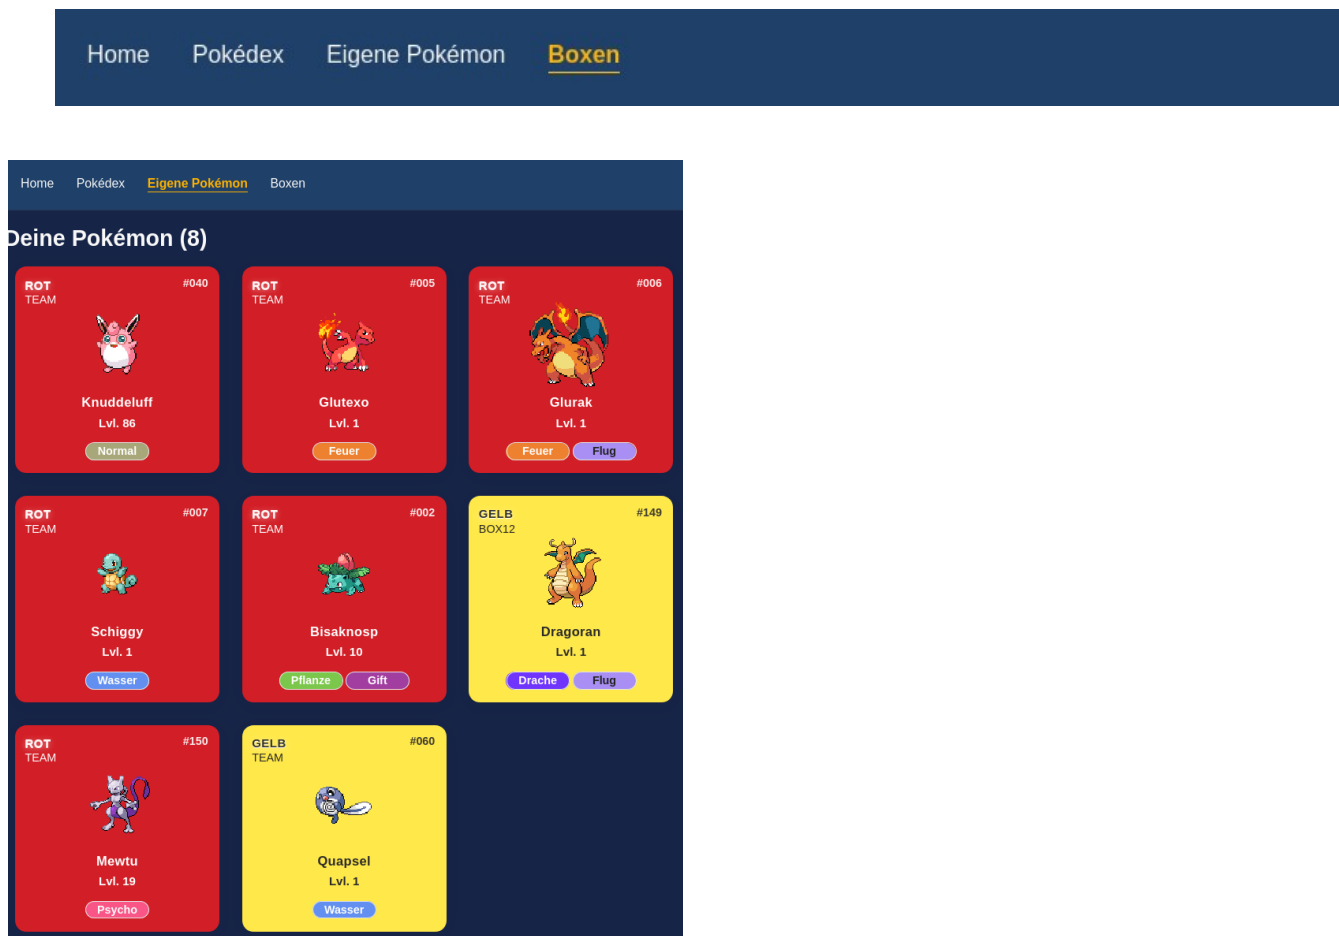 Home Pokédex Eigene Pokémon Boxen
Home Pokédex Eigene Pokémon Boxen
Deine Pokémon (8)
ROT #040
TEAM
Knuddeluff
Lvl. 86
Normal
ROT #005
TEAM
Glutexo
Lvl. 1
Feuer
ROT #006
TEAM
Glurak
Lvl. 1
Feuer Flug
ROT #007
TEAM
Schiggy
Lvl. 1
Wasser
ROT #002
TEAM
Bisaknosp
Lvl. 10
Pflanze Gift
GELB #149
BOX12
Dragoran
Lvl. 1
Drache Flug
ROT #150
TEAM
Mewtu
Lvl. 19
Psycho
GELB #060
TEAM
Quapsel
Lvl. 1
Wasser